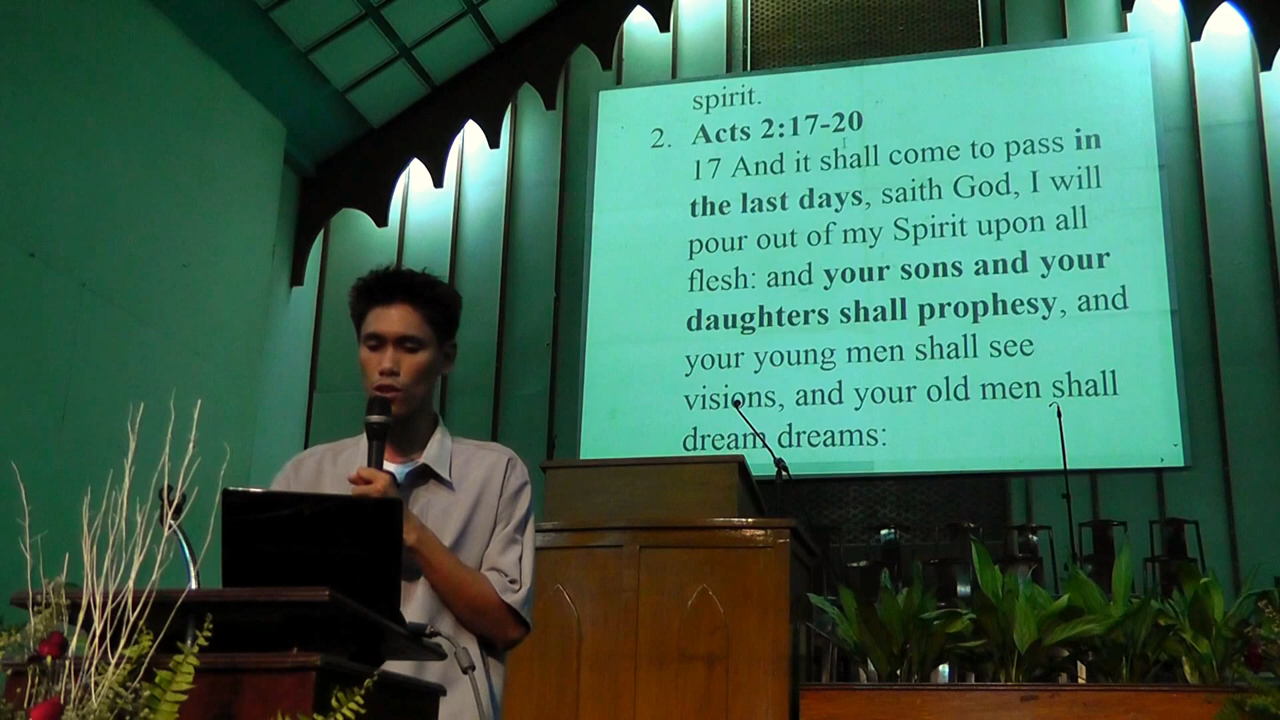 spirit.
2. Acts 2:17-20
17 And it shall come to pass in
the last days, saith God, I will
pour out of my Spirit upon all
flesh: and your sons and your
daughters shall prophesy, and
your young men shall see
visions, and your old men shall
dream dreams: